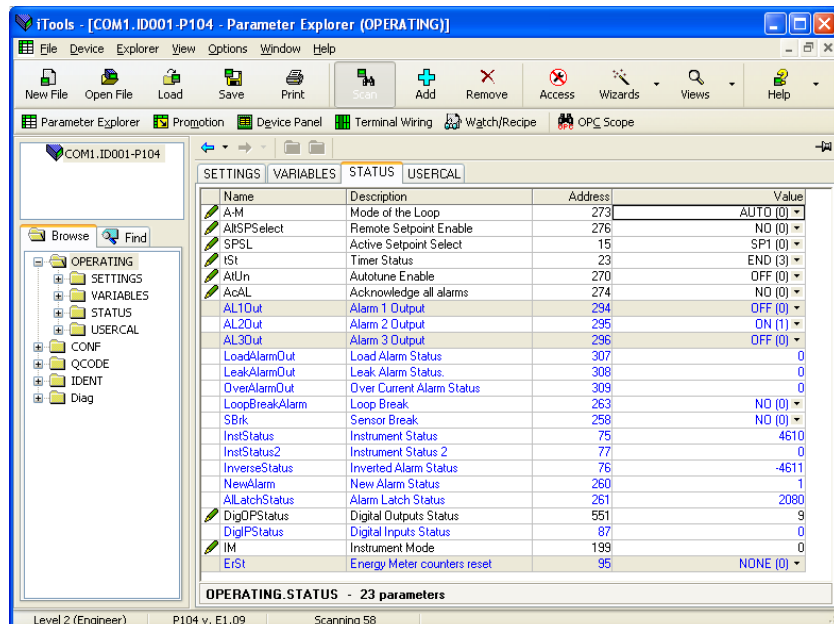 iTools - [COM1.ID001-P104 - Parameter Explorer (OPERATING)]
File Device Explorer View Options Window Help
New File Open File Load Save Print Scan Add Remove Access Wizards Views Help
Parameter Explorer Promotion Device Panel Terminal Wiring Watch/Recipe OPC Scope
COM1.ID001-P104
Browse Find
OPERATING
SETTINGS
VARIABLES
STATUS
USERCAL
CONF
QCODE
IDENT
Diag
SETTINGS VARIABLES STATUS USERCAL
Name Description Address Value
A-M Mode of the Loop 273 AUTO (0)
AltSPSelect Remote Setpoint Enable 276 NO (0)
SPSL Active Setpoint Select 15 SP1 (0)
tSt Timer Status 23 END (3)
AtUn Autotune Enable 270 OFF (0)
AcAL Acknowledge all alarms 274 NO (0)
AL1Out Alarm 1 Output 294 OFF (0)
AL2Out Alarm 2 Output 295 ON (1)
AL3Out Alarm 3 Output 296 OFF (0)
LoadAlarmOut Load Alarm Status 307 0
LeakAlarmOut Leak Alarm Status. 308 0
OverAlarmOut Over Current Alarm Status 309 0
LoopBreakAlarm Loop Break 263 NO (0)
SBrk Sensor Break 258 NO (0)
InstStatus Instrument Status 75 4610
InstStatus2 Instrument Status 2 77 0
InverseStatus Inverted Alarm Status 76 -4611
NewAlarm New Alarm Status 260 1
AlLatchStatus Alarm Latch Status 261 2080
DigOPStatus Digital Outputs Status 551 9
DigIPStatus Digital Inputs Status 87 0
IM Instrument Mode 199 0
ErSt Energy Meter counters reset 95 NONE (0)
OPERATING.STATUS - 23 parameters
Level 2 (Engineer) P104 v. E1.09 Scanning 58